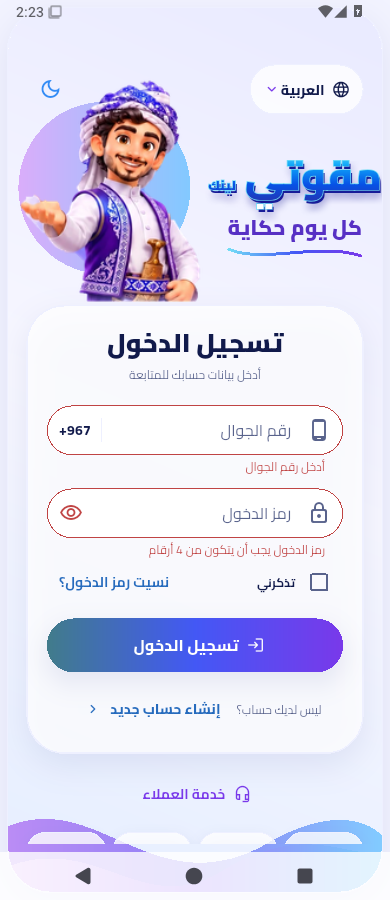 2:23
العربية
مقوتي لينك
كل يوم حكاية
تسجيل الدخول
أدخل بيانات حسابك للمتابعة
رقم الجوال +967
أدخل رقم الجوال
رمز الدخول
رمز الدخول يجب أن يتكون من 4 أرقام
تذكرني نسيت رمز الدخول؟
تسجيل الدخول
ليس لديك حساب؟ إنشاء حساب جديد
خدمة العملاء